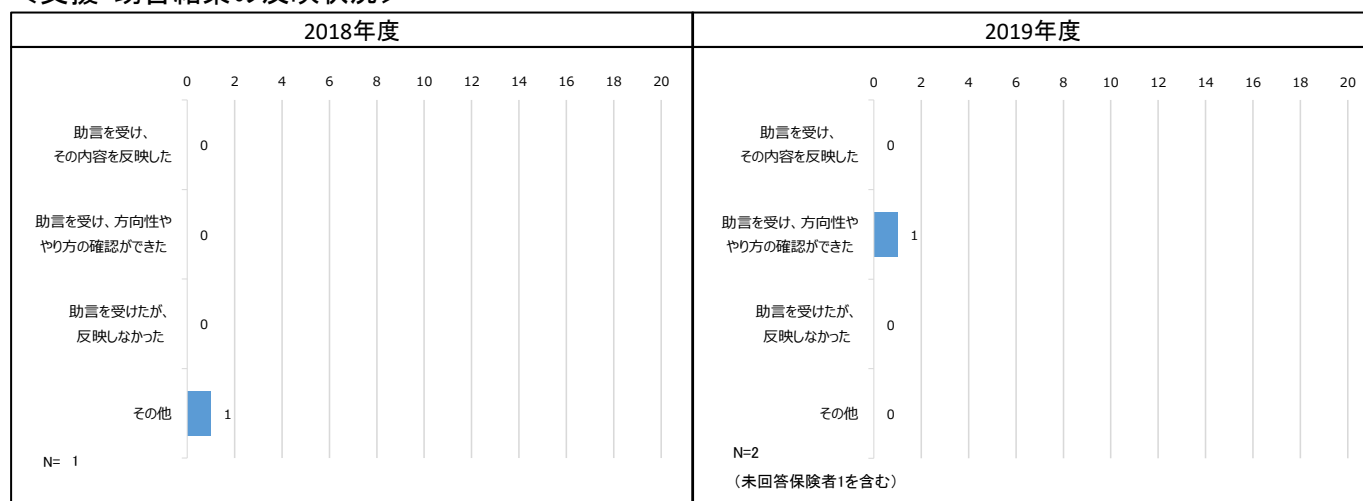 2018年度
0 2 4 6 8 10 12 14 16 18 20
助言を受け、
その内容を反映した
0
助言を受け、方向性や
やり方の確認ができた
0
助言を受けたが、
反映しなかった
0
その他
1
N= 1
2019年度
0 2 4 6 8 10 12 14 16 18 20
助言を受け、
その内容を反映した
0
助言を受け、方向性や
やり方の確認ができた
1
助言を受けたが、
反映しなかった
0
その他
0
N=2
（未回答保険者1を含む）